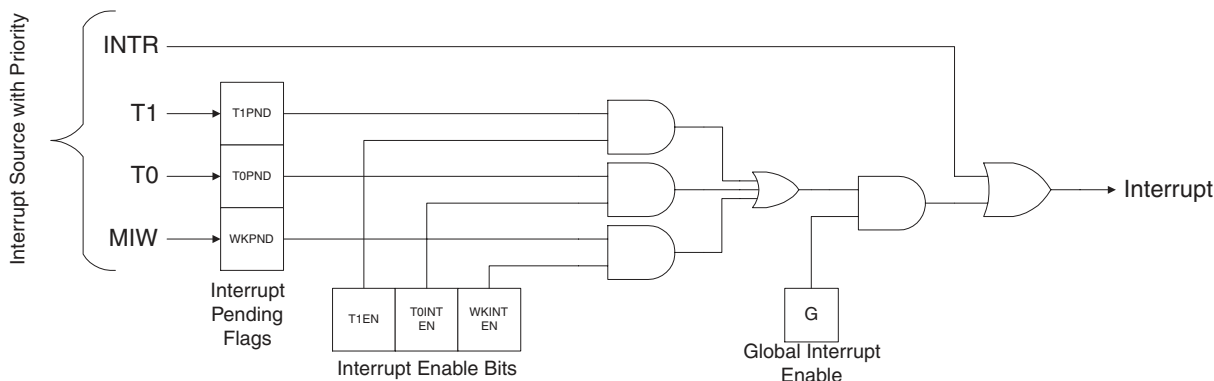 Interrupt Source with Priority
INTR
T1
T1PND
T0
T0PND
MIW
WKPND
Interrupt
Pending
Flags
T1EN
T0INT
EN
WKINT
EN
Interrupt Enable Bits
G
Global Interrupt
Enable
Interrupt